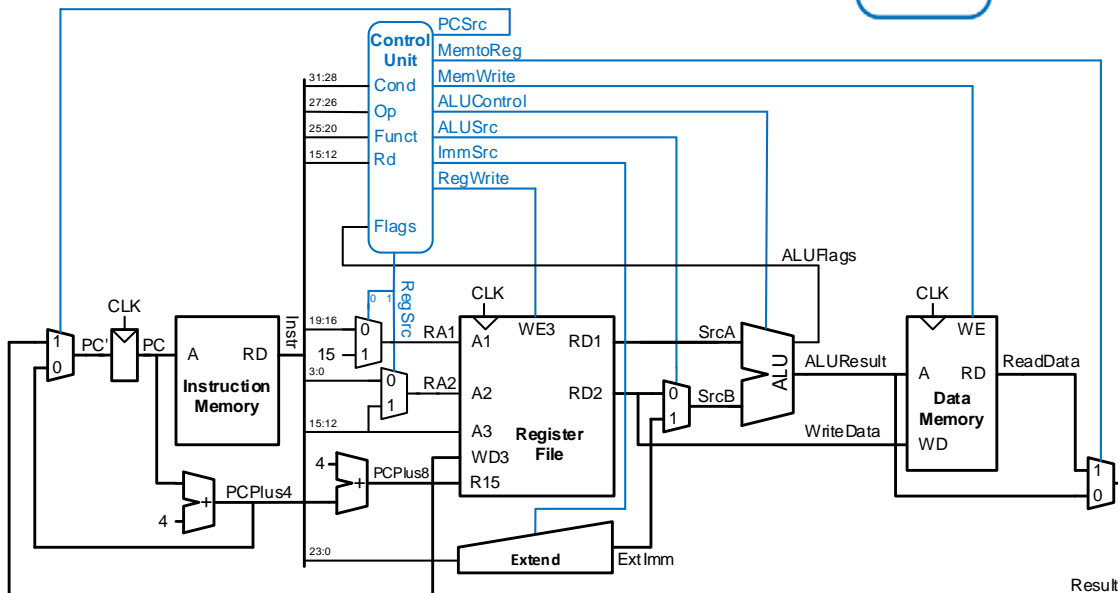 PCSrc
Control Unit
MemtoReg
MemWrite
ALUControl
ALUSrc
ImmSrc
RegWrite
31:28
Cond
27:26
Op
25:20
Funct
15:12
Rd
Flags
ALUFlags
0 1
RegSrc
CLK
CLK
CLK
Instr
19:16
0
RA1
A1
WE3
RD1
SrcA
WE
1
0
PC'
PC
A
RD
Instruction Memory
15
1
3:0
0
RA2
A2
1
RD2
0
SrcB
1
ALU
ALUResult
A
RD
ReadData
Data Memory
15:12
A3
Register File
WriteData
WD
WD3
4
+
PCPlus8
R15
1
0
+
PCPlus4
4
23:0
Extend
ExtImm
Result